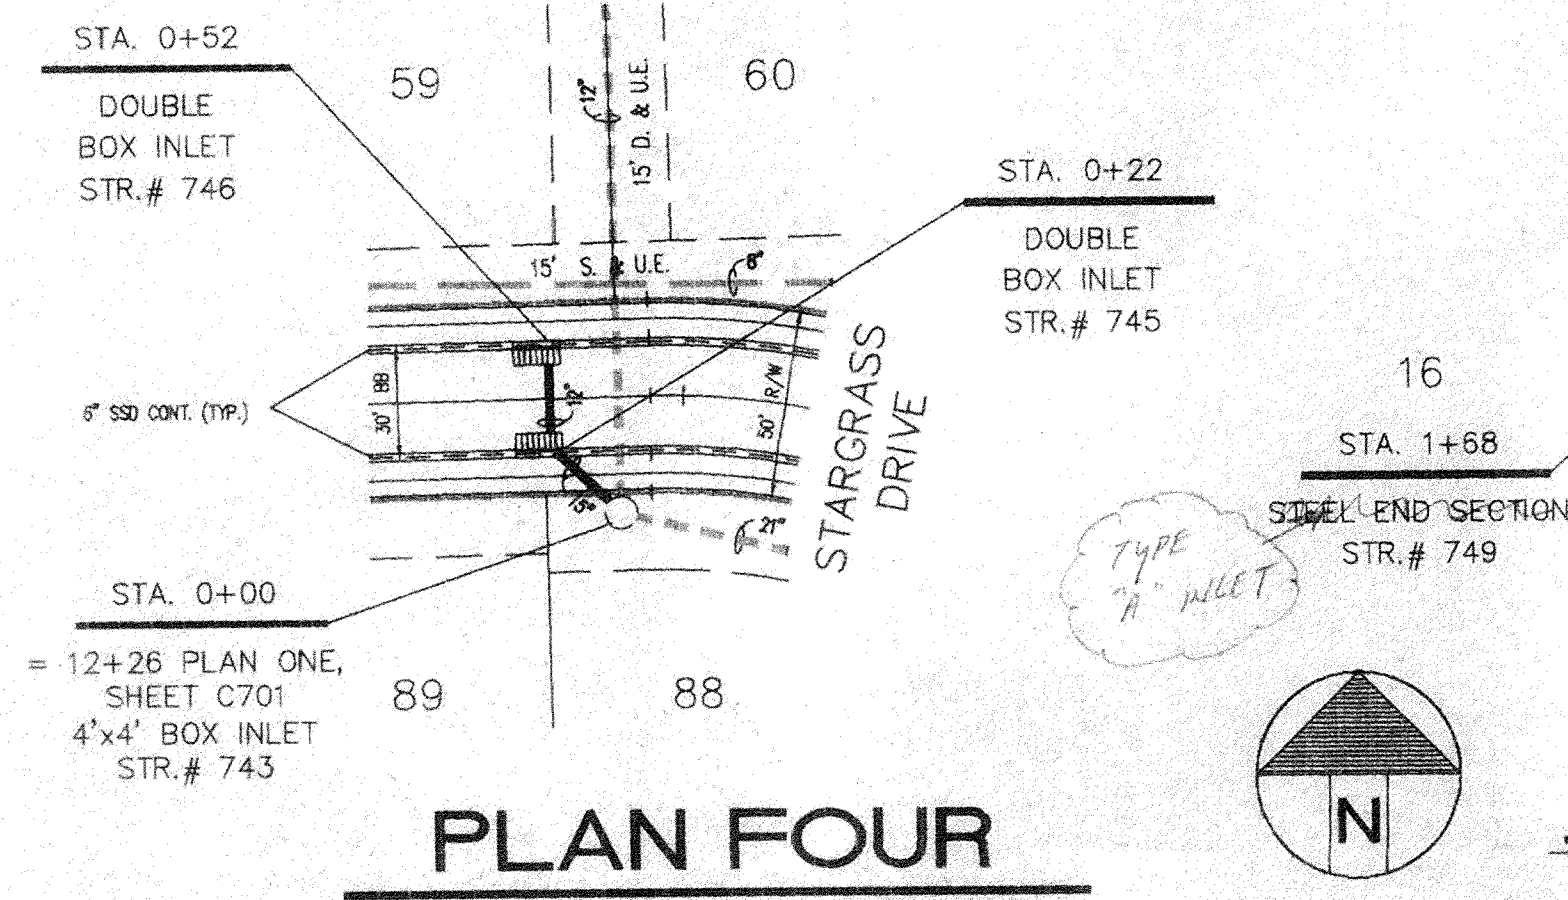 STA. 0+52
DOUBLE
BOX INLET
STR.# 746
59
12"
15' D. & U.E.
60
STA. 0+22
DOUBLE
BOX INLET
STR.# 745
15' S. & U.E.
8"
6" SSD CONT. (TYP.)
30' BB
12"
50' R/W
STARGRASS
DRIVE
15"
21"
16
STA. 1+68
STEEL END SECTION
STR.# 749
TYPE
"A" INLET
STA. 0+00
= 12+26 PLAN ONE,
SHEET C701
4'x4' BOX INLET
STR.# 743
89
88
PLAN FOUR
N